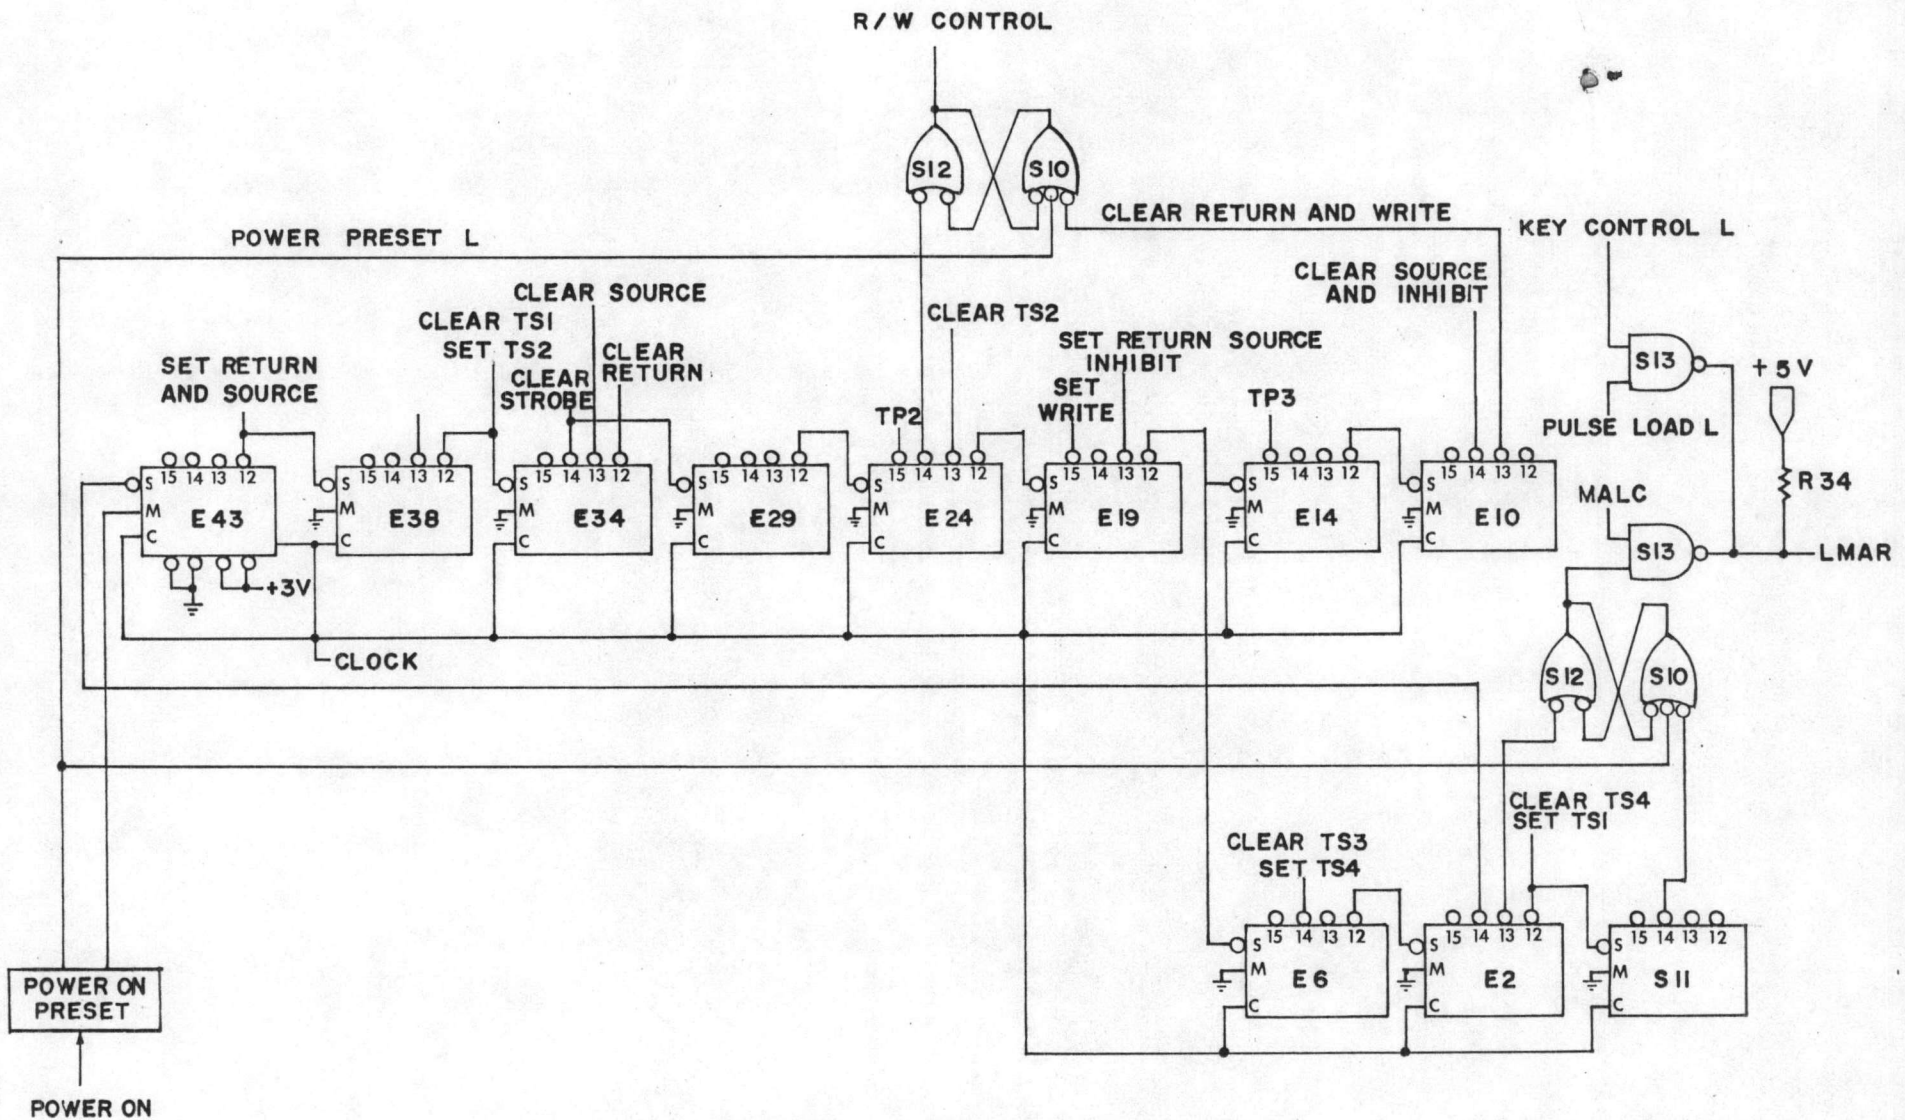 R/W CONTROL
S12
S10
CLEAR RETURN AND WRITE
KEY CONTROL L
POWER PRESET L
CLEAR SOURCE
AND INHIBIT
CLEAR SOURCE
CLEAR TS1
SET TS2
CLEAR TS2
SET RETURN SOURCE
INHIBIT
SET RETURN
AND SOURCE
CLEAR
RETURN
CLEAR
STROBE
SET
WRITE
TP2
TP3
S13
+5V
PULSE LOAD L
R34
MALC
S13
LMAR
15 14 13 12
S
M
C
E43
+3V
15 14 13 12
S
M
C
E38
15 14 13 12
S
M
C
E34
15 14 13 12
S
M
C
E29
15 14 13 12
S
M
C
E24
15 14 13 12
S
M
C
E19
15 14 13 12
S
M
C
E14
15 14 13 12
S
M
C
E10
CLOCK
S12
S10
CLEAR TS4
SET TS1
CLEAR TS3
SET TS4
15 14 13 12
S
M
C
E6
15 14 13 12
S
M
C
E2
15 14 13 12
S
M
C
S11
POWER ON
PRESET
POWER ON